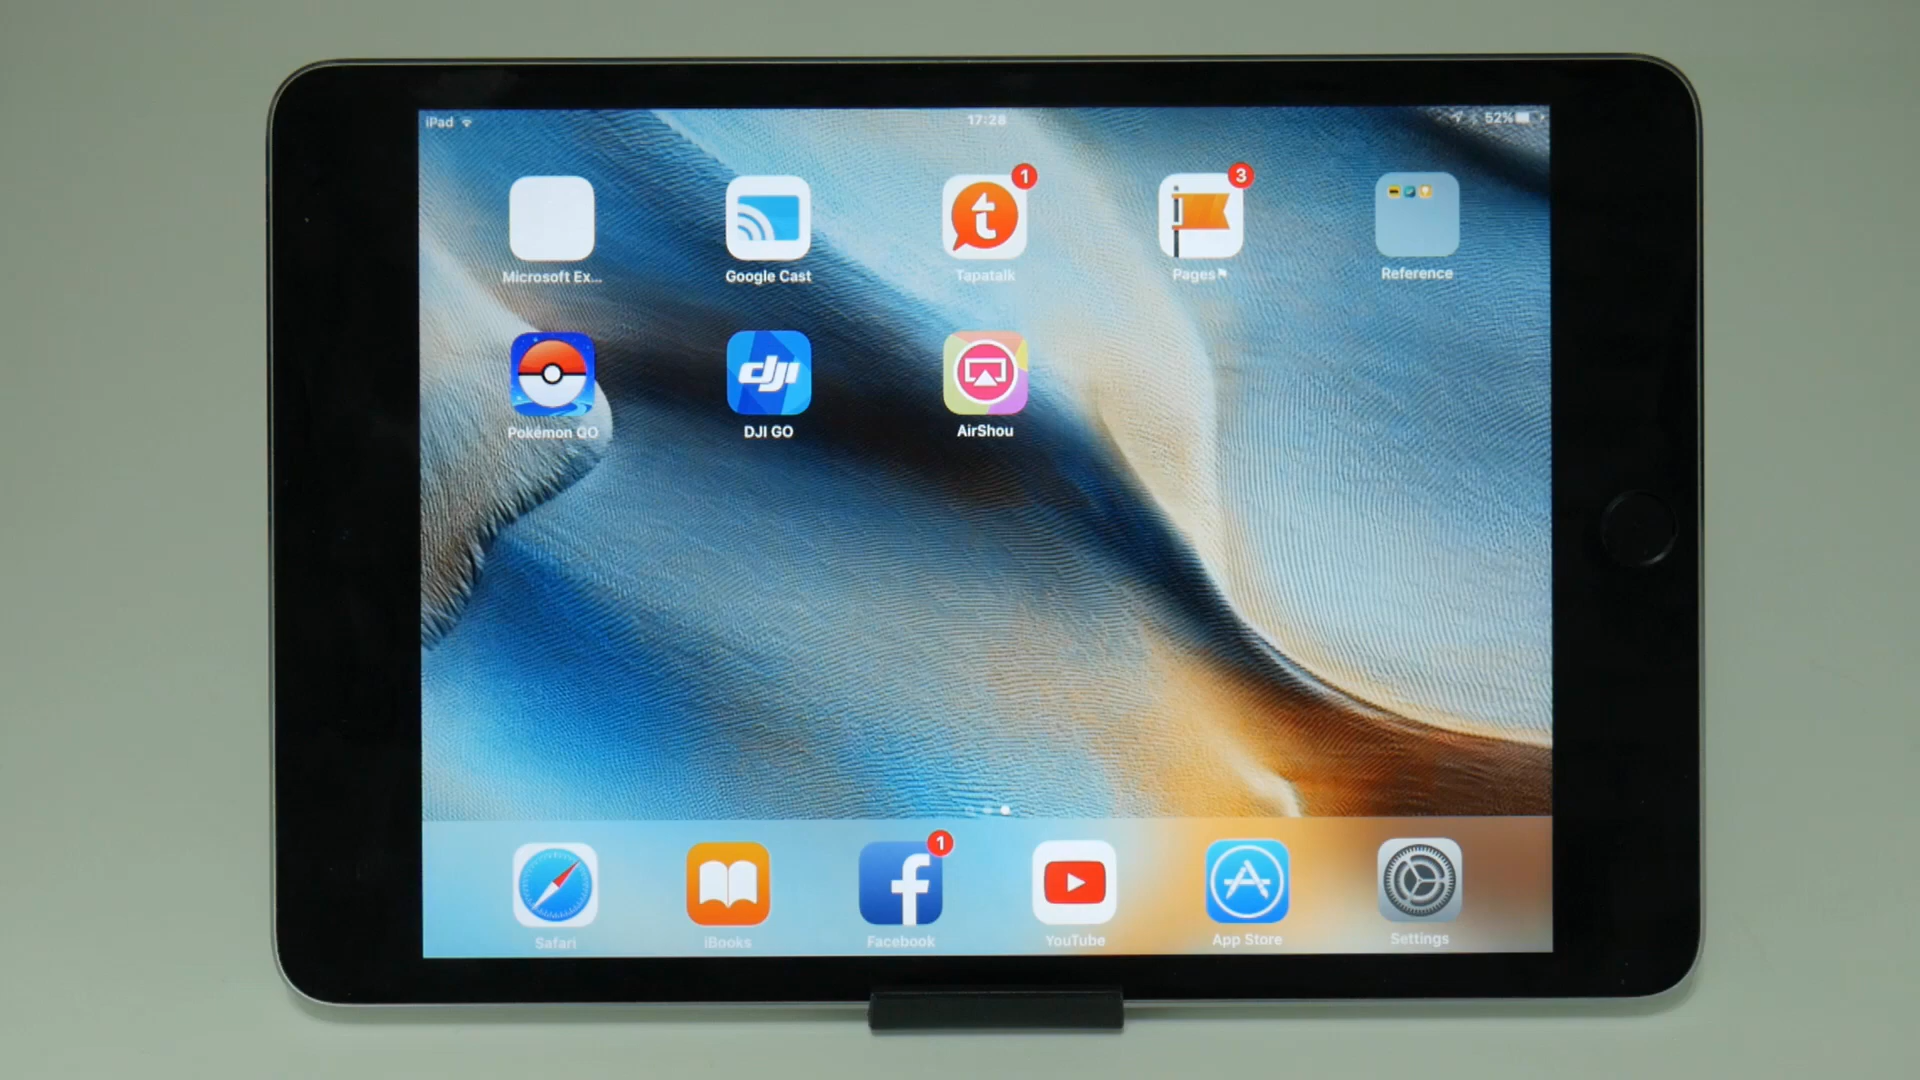 iPad 17:28 52%
1 3
t
Microsoft Ex... Google Cast Tapatalk Pages Reference
dji
Pokémon GO DJI GO AirShou
1
f
Safari iBooks Facebook YouTube App Store Settings